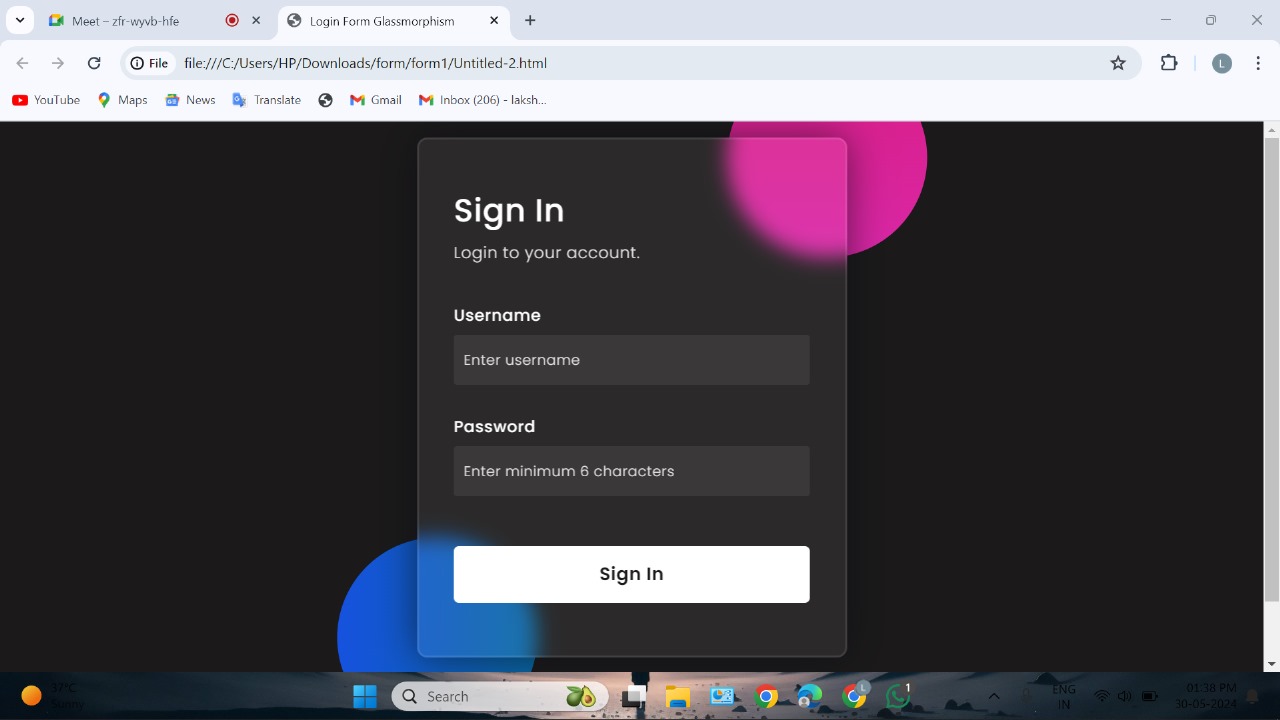 Meet – zfr-wyvb-hfe
Login Form Glassmorphism
File
file:///C:/Users/HP/Downloads/form/form1/Untitled-2.html
L
YouTube
Maps
News
Translate
Gmail
Inbox (206) - laksh...
Sign In
Login to your account.
Username
Enter username
Password
Enter minimum 6 characters
Sign In
37°C
Sunny
Search
L
1
ENG
IN
01:38 PM
30-05-2024